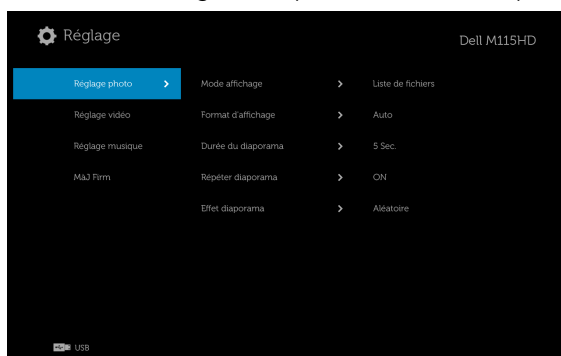 Réglage
Dell M115HD
Réglage photo > Mode affichage > Liste de fichiers
Réglage vidéo Format d'affichage > Auto
Réglage musique Durée du diaporama > 5 Sec.
MàJ Firm Répéter diaporama > ON
Effet diaporama > Aléatoire
USB